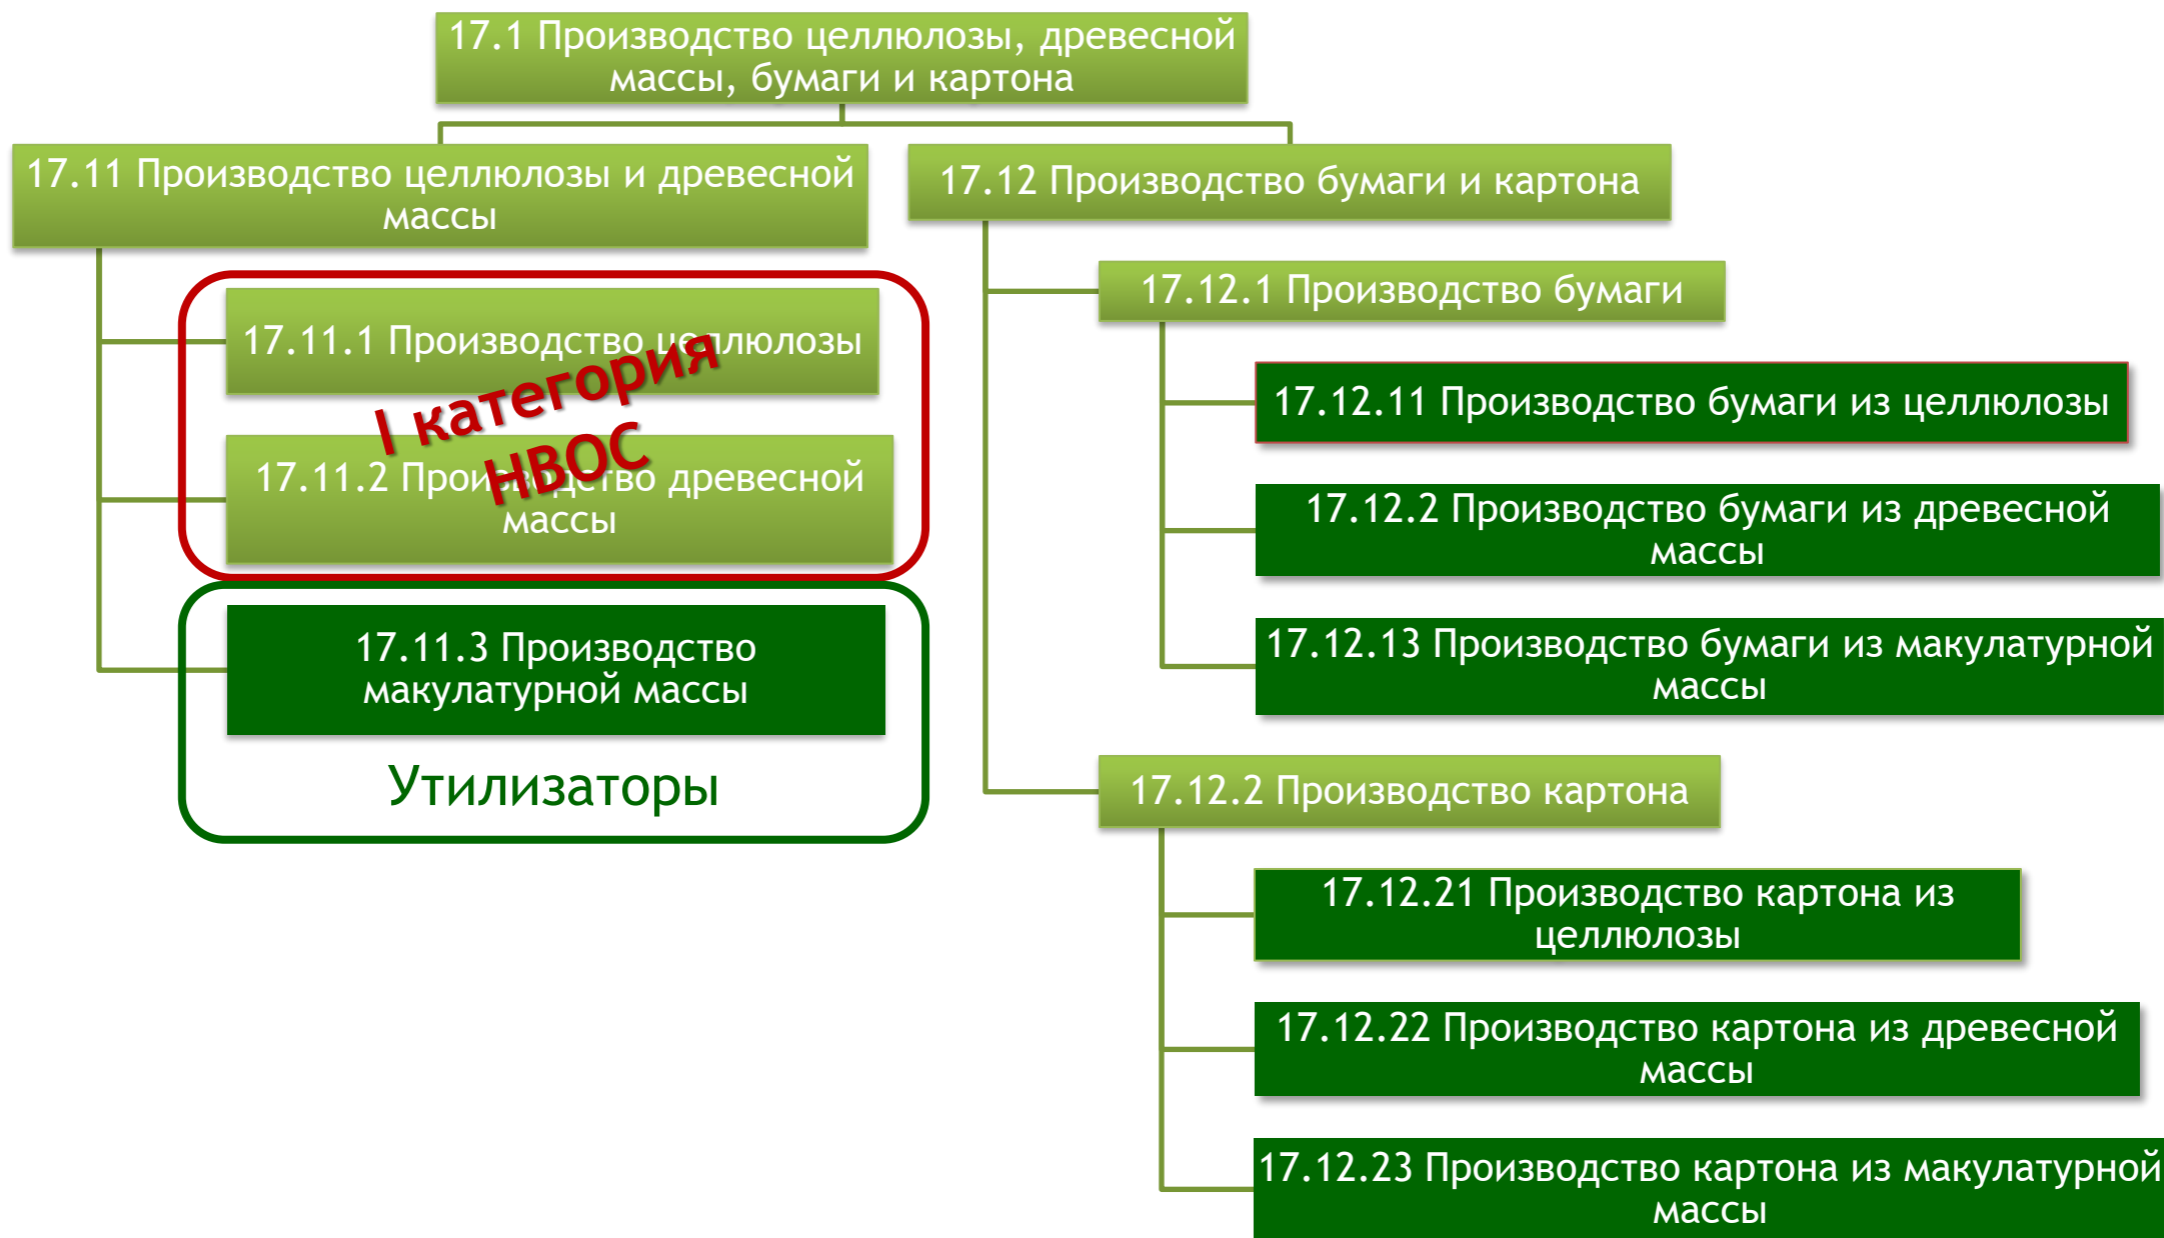 17.1 Производство целлюлозы, древесной
массы, бумаги и картона
17.11 Производство целлюлозы и древесной
массы
17.11.1 Производство целлюлозы
I категория
НВОС
17.11.2 Производство древесной
массы
17.11.3 Производство
макулатурной массы
Утилизаторы
17.12 Производство бумаги и картона
17.12.1 Производство бумаги
17.12.11 Производство бумаги из целлюлозы
17.12.2 Производство бумаги из древесной
массы
17.12.13 Производство бумаги из макулатурной
массы
17.12.2 Производство картона
17.12.21 Производство картона из
целлюлозы
17.12.22 Производство картона из древесной
массы
17.12.23 Производство картона из макулатурной
массы